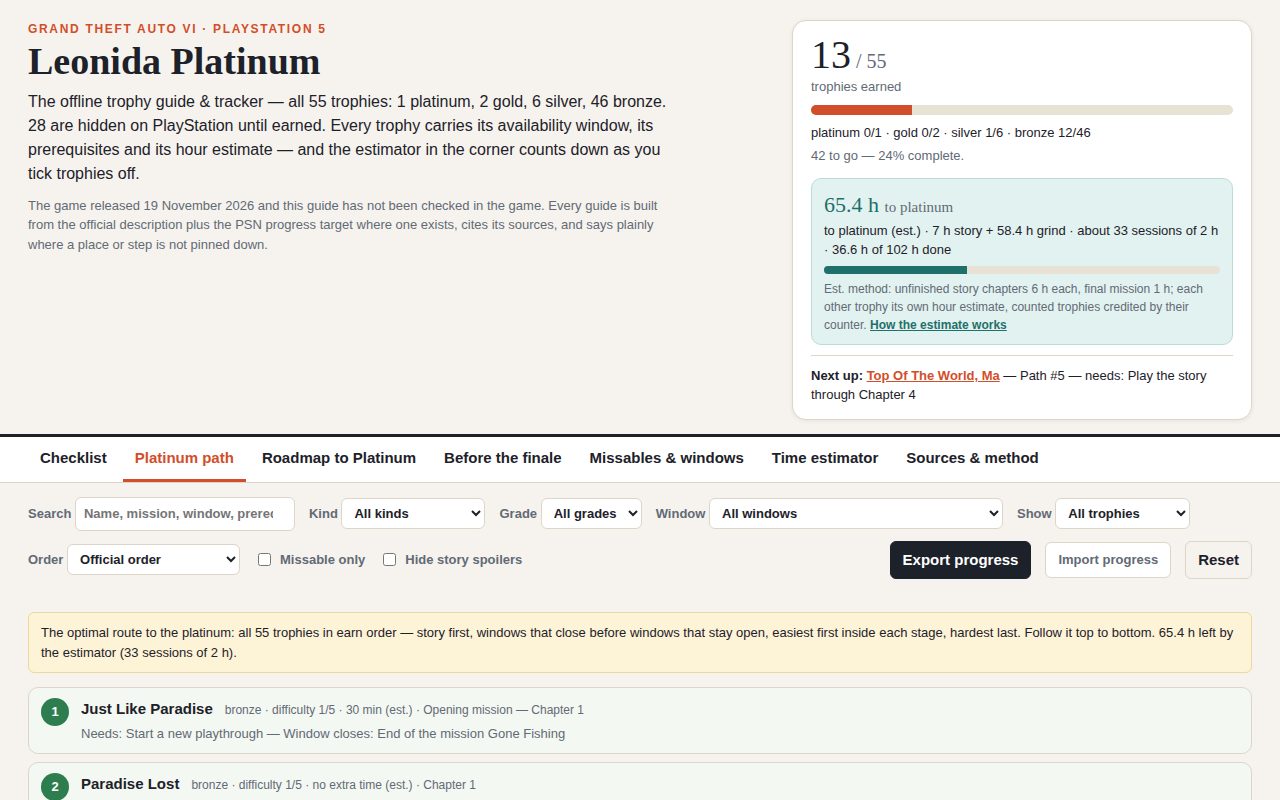 GRAND THEFT AUTO VI · PLAYSTATION 5
Leonida Platinum
The offline trophy guide & tracker — all 55 trophies: 1 platinum, 2 gold, 6 silver, 46 bronze.
28 are hidden on PlayStation until earned. Every trophy carries its availability window, its
prerequisites and its hour estimate — and the estimator in the corner counts down as you
tick trophies off.
The game released 19 November 2026 and this guide has not been checked in the game. Every guide is built
from the official description plus the PSN progress target where one exists, cites its sources, and says plainly
where a place or step is not pinned down.
13 / 55
trophies earned
platinum 0/1 · gold 0/2 · silver 1/6 · bronze 12/46
42 to go — 24% complete.
65.4 h to platinum
to platinum (est.) · 7 h story + 58.4 h grind · about 33 sessions of 2 h
· 36.6 of 102 h done
Est. method: unfinished story chapters 6 h each, final mission 1 h; each
other trophy its own hour estimate, counted trophies credited by their
counter. How the estimate works
Next up: Top Of The World, Ma — Path #5 — needs: Play the story
through Chapter 4
Checklist Platinum path Roadmap to Platinum Before the finale Missables & windows Time estimator Sources & method
Search Name, mission, window, prerec Kind All kinds Grade All grades Window All windows Show All trophies
Order Official order Missable only Hide story spoilers Export progress Import progress Reset
The optimal route to the platinum: all 55 trophies in earn order — story first, windows that close before windows that stay open, easiest first inside each stage, hardest last. Follow it top to bottom. 65.4 h left by
the estimator (33 sessions of 2 h).
1 Just Like Paradise bronze · difficulty 1/5 · 30 min (est.) · Opening mission — Chapter 1
Needs: Start a new playthrough — Window closes: End of the mission Gone Fishing
2 Paradise Lost bronze · difficulty 1/5 · no extra time (est.) · Chapter 1